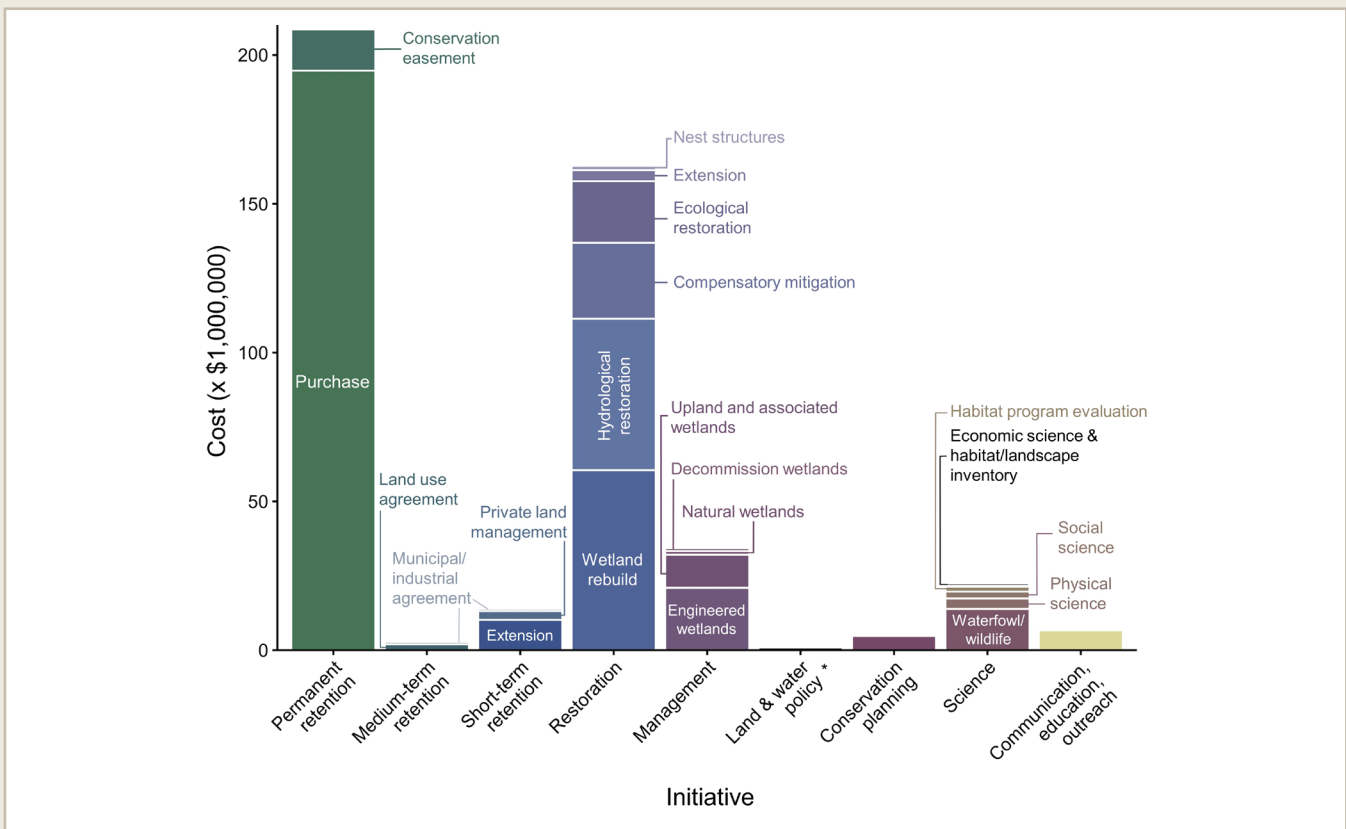 200
150
100
50
0
Cost (x $1,000,000)
Conservation
easement
Purchase
Land use
agreement
Municipal/
industrial
agreement
Private land
management
Extension
Nest structures
Extension
Ecological
restoration
Compensatory mitigation
Hydrological
restoration
Wetland
rebuild
Upland and associated
wetlands
Decommission wetlands
Natural wetlands
Engineered
wetlands
Habitat program evaluation
Economic science &
habitat/landscape
inventory
Social
science
Physical
science
Waterfowl/
wildlife
Permanent
retention
Medium-term
retention
Short-term
retention
Restoration
Management
Land & water
policy *
Conservation
planning
Science
Communication,
education,
outreach
Initiative